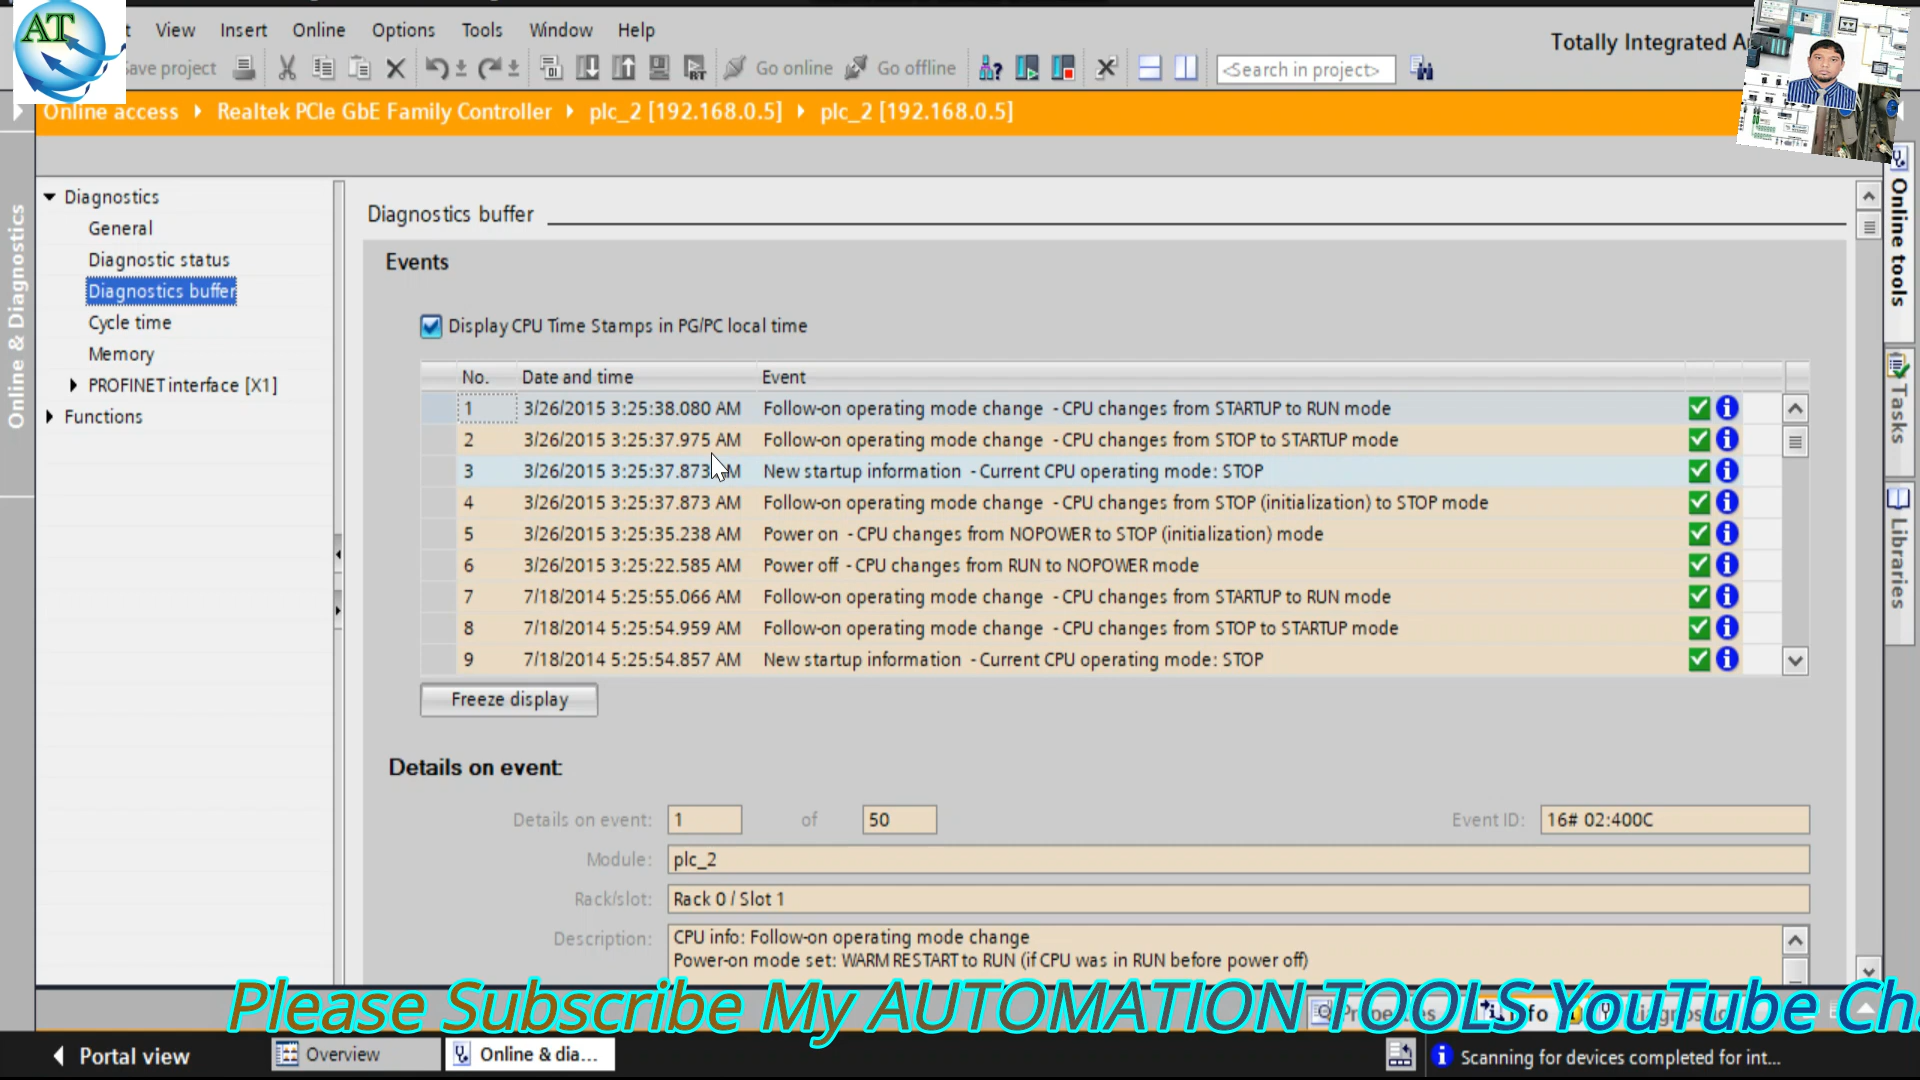 AT
t View Insert Online Options Tools Window Help
Totally Integrated A
Save project Go online Go offline <Search in project>
Online access Realtek PCIe GbE Family Controller plc_2 [192.168.0.5] plc_2 [192.168.0.5]
Online & Diagnostics
Diagnostics
General
Diagnostic status
Diagnostics buffer
Cycle time
Memory
PROFINET interface [X1]
Functions
Diagnostics buffer
Events
Display CPU Time Stamps in PG/PC local time
No. Date and time Event
1 3/26/2015 3:25:38.080 AM Follow-on operating mode change - CPU changes from STARTUP to RUN mode
2 3/26/2015 3:25:37.975 AM Follow-on operating mode change - CPU changes from STOP to STARTUP mode
3 3/26/2015 3:25:37.873 AM New startup information - Current CPU operating mode: STOP
4 3/26/2015 3:25:37.873 AM Follow-on operating mode change - CPU changes from STOP (initialization) to STOP mode
5 3/26/2015 3:25:35.238 AM Power on - CPU changes from NOPOWER to STOP (initialization) mode
6 3/26/2015 3:25:22.585 AM Power off - CPU changes from RUN to NOPOWER mode
7 7/18/2014 5:25:55.066 AM Follow-on operating mode change - CPU changes from STARTUP to RUN mode
8 7/18/2014 5:25:54.959 AM Follow-on operating mode change - CPU changes from STOP to STARTUP mode
9 7/18/2014 5:25:54.857 AM New startup information - Current CPU operating mode: STOP
Freeze display
Details on event:
Details on event: 1 of 50 Event ID: 16# 02:400C
Module: plc_2
Rack/slot: Rack 0 / Slot 1
Description: CPU info: Follow-on operating mode change
Power-on mode set: WARM RESTART to RUN (if CPU was in RUN before power off)
Online tools
Tasks
Libraries
Please Subscribe My AUTOMATION TOOLS YouTube Ch
Portal view Overview Online & dia... Scanning for devices completed for int...